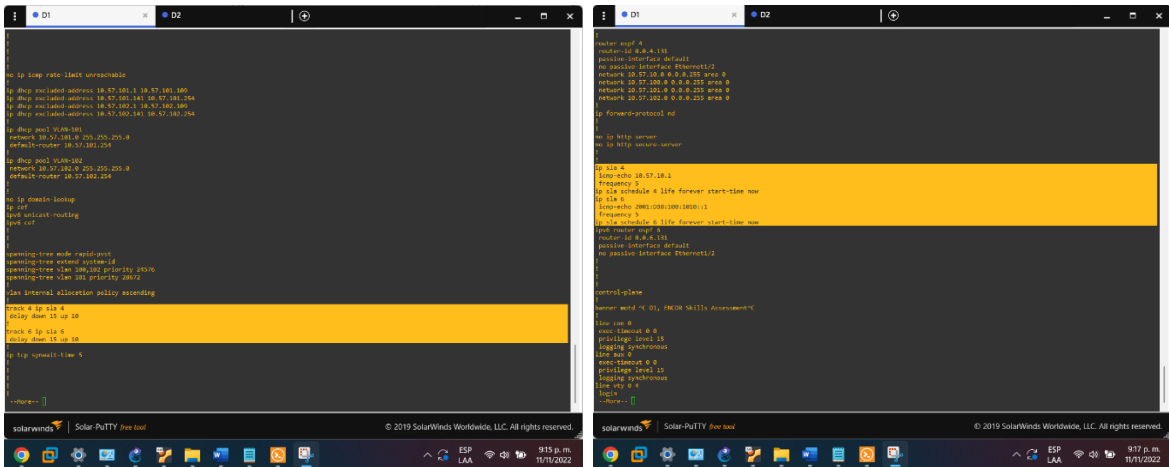 D1
D2
no ip icmp rate-limit unreachable
!
ip dhcp excluded-address 10.57.101.1 10.57.101.109
ip dhcp excluded-address 10.57.101.141 10.57.101.254
ip dhcp excluded-address 10.57.102.1 10.57.102.109
ip dhcp excluded-address 10.57.102.141 10.57.102.254
!
ip dhcp pool VLAN-101
network 10.57.101.0 255.255.255.0
default-router 10.57.101.254
!
ip dhcp pool VLAN-102
network 10.57.102.0 255.255.255.0
default-router 10.57.102.254
!
no ip domain-lookup
ip cef
ipv6 unicast-routing
ipv6 cef
!
spanning-tree mode rapid-pvst
spanning-tree extend system-id
spanning-tree vlan 100,102 priority 24576
spanning-tree vlan 101 priority 28672
!
vlan internal allocation policy ascending
!
track 4 ip sla 4
delay down 15 up 10
!
track 6 ip sla 6
delay down 15 up 10
!
ip tcp synwait-time 5
!
--More--
solarwinds | Solar-PuTTY free tool
© 2019 SolarWinds Worldwide, LLC. All rights reserved.
ESP
LAA
9:15 p. m.
11/11/2022
D1
D2
!
router ospf 4
router-id 0.0.4.131
passive-interface default
no passive-interface Ethernet1/2
network 10.57.10.0 0.0.0.255 area 0
network 10.57.100.0 0.0.0.255 area 0
network 10.57.101.0 0.0.0.255 area 0
network 10.57.102.0 0.0.0.255 area 0
!
ip forward-protocol nd
!
no ip http server
no ip http secure-server
!
ip sla 4
icmp-echo 10.57.10.1
frequency 5
ip sla schedule 4 life forever start-time now
ip sla 6
icmp-echo
frequency 5
ip sla schedule 6 life forever start-time now
ipv6 router ospf 6
router-id 0.0.6.131
passive-interface default
no passive-interface Ethernet1/2
!
control-plane
!
banner motd ^C D1, ENCOR Skills Assessment^C
!
line con 0
exec-timeout 0 0
privilege level 15
logging synchronous
line aux 0
exec-timeout 0 0
privilege level 15
logging synchronous
line vty 0 4
login
--More--
solarwinds | Solar-PuTTY free tool
© 2019 SolarWinds Worldwide, LLC. All rights reserved.
ESP
LAA
9:17 p. m.
11/11/2022